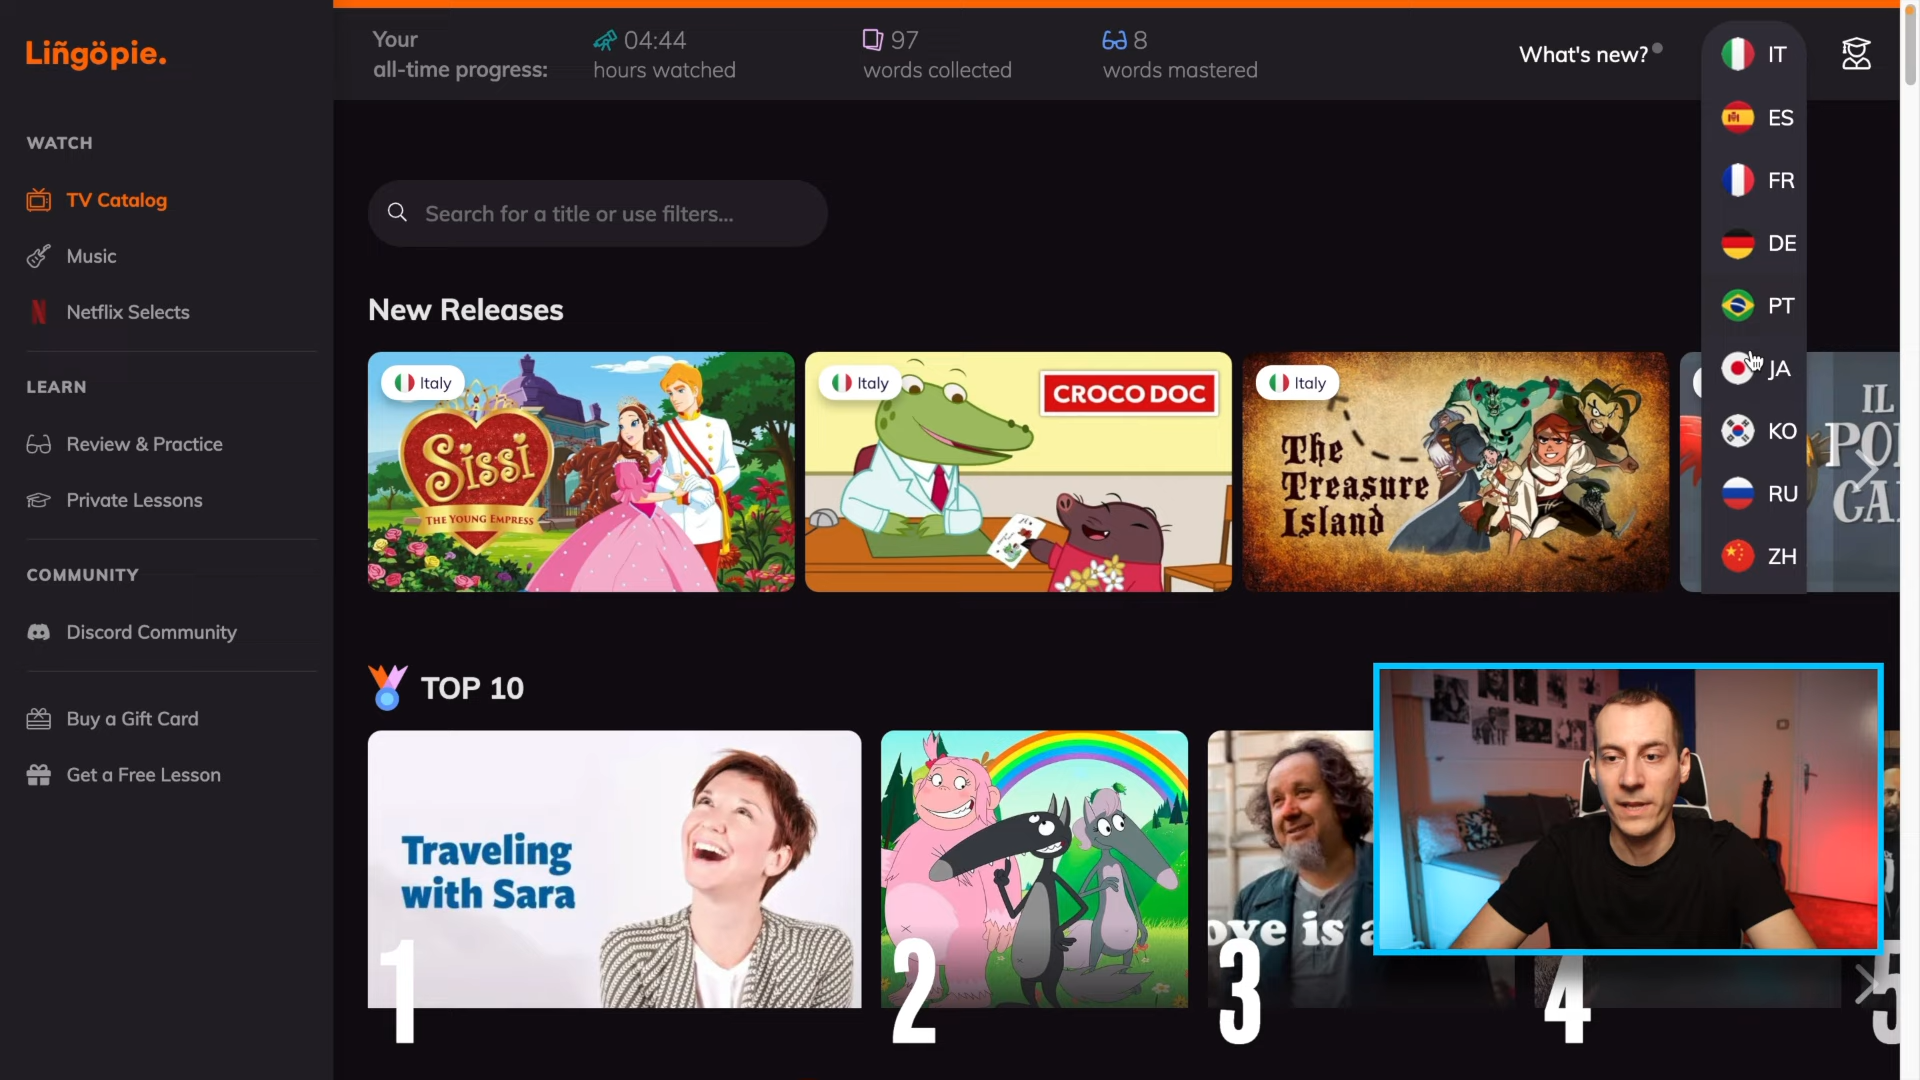 Liñgöpie.
WATCH
TV Catalog
Music
Netflix Selects
LEARN
Review & Practice
Private Lessons
COMMUNITY
Discord Community
Buy a Gift Card
Get a Free Lesson
Your
all-time progress:
04:44
hours watched
97
words collected
8
words mastered
What's new?
IT
ES
FR
DE
PT
JA
KO
RU
ZH
Search for a title or use filters...
New Releases
Italy
Sissi
THE YOUNG EMPRESS
Italy
CROCO DOC
Italy
The
Treasure
Island
IL
TOP 10
Traveling
with Sara
1
2
is
3
4
5